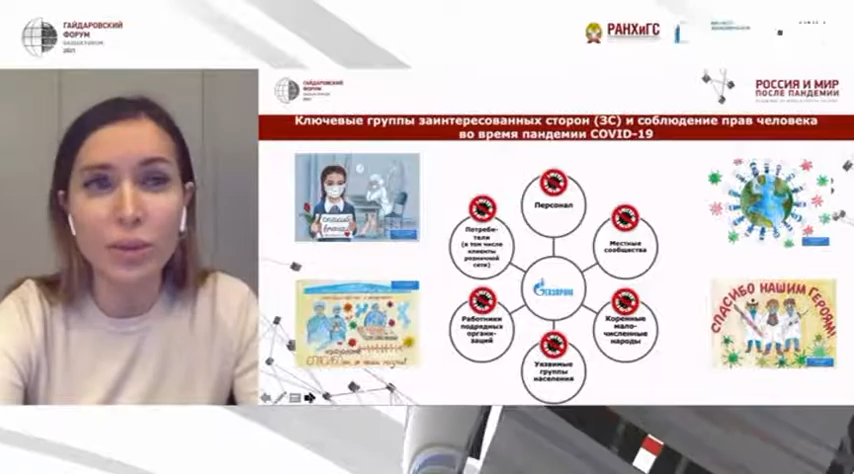 ГАЙДАРОВСКИЙ
ФОРУМ
2021
РАНХиГС
ГАЙДАРОВСКИЙ
ФОРУМ
2021
РОССИЯ И МИР
ПОСЛЕ ПАНДЕМИИ
Ключевые группы заинтересованных сторон (ЗС) и соблюдение прав человека
во время пандемии COVID-19
Персонал
Потреби-
тели
(в том числе
клиенты
розничной
сети)
Местные
сообщества
ГАЗПРОМ
Работники
подрядных
органи-
заций
Коренные
мало-
численные
народы
Уязвимые
группы
населения
СПАСИБО
СПАСИБО НАШИМ ГЕРОЯМ!